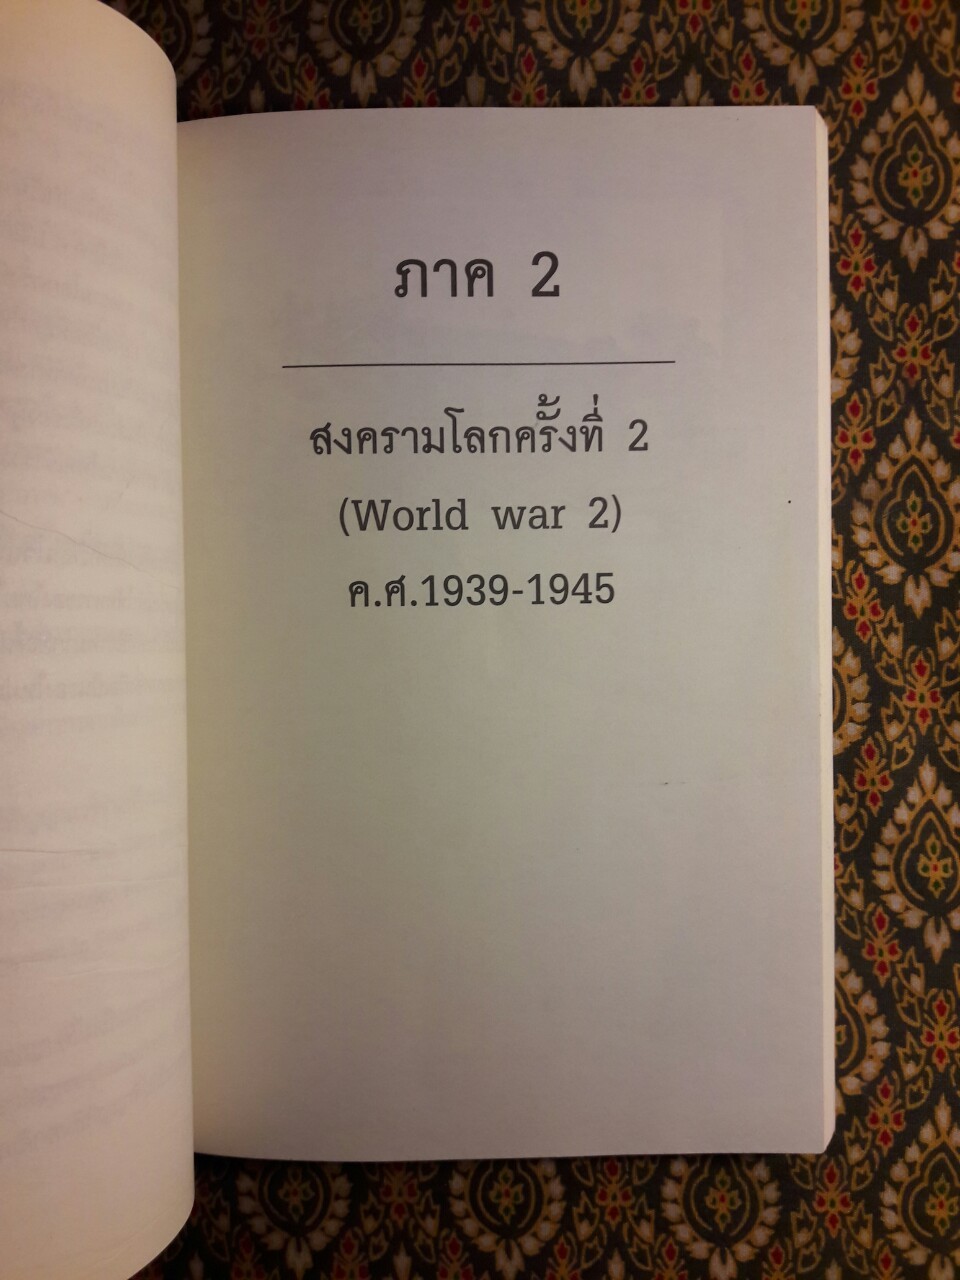 ภาค 2
สงครามโลกครั้งที่ 2
(World war 2)
ค.ศ.1939-1945